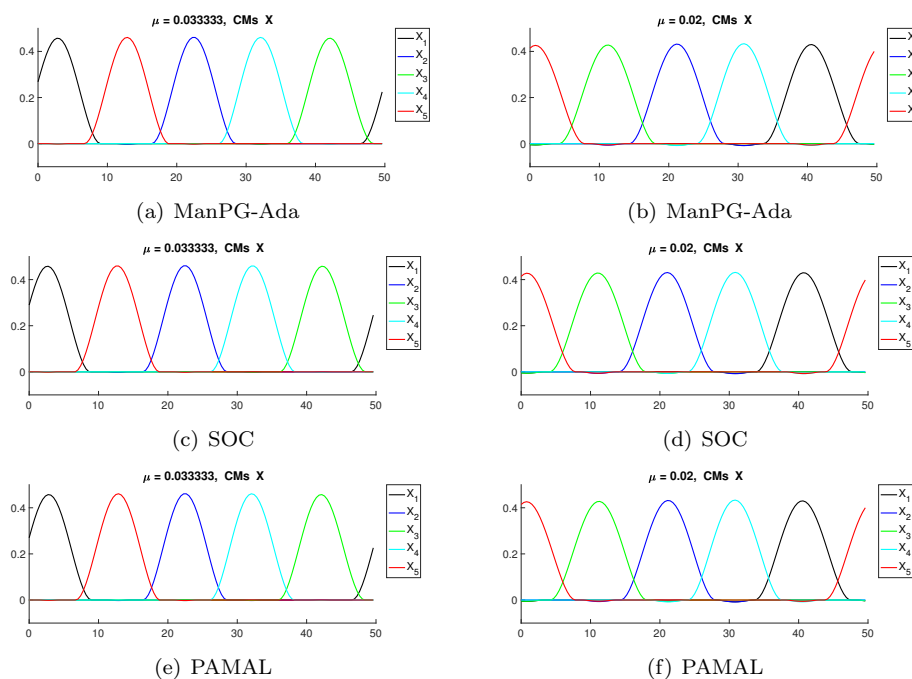 μ = 0.033333, CMs X
0.4
0.2
0
0 10 20 30 40 50
X1
X2
X3
X4
X5
(a) ManPG-Ada
μ = 0.02, CMs X
0.4
0.2
0
0 10 20 30 40 50
X
X
X
X
X
(b) ManPG-Ada
μ = 0.033333, CMs X
0.4
0.2
0
0 10 20 30 40 50
X1
X2
X3
X4
X5
(c) SOC
μ = 0.02, CMs X
0.4
0.2
0
0 10 20 30 40 50
X1
X2
X3
X4
X5
(d) SOC
μ = 0.033333, CMs X
0.4
0.2
0
0 10 20 30 40 50
X1
X2
X3
X4
X5
(e) PAMAL
μ = 0.02, CMs X
0.4
0.2
0
0 10 20 30 40 50
X1
X2
X3
X4
X5
(f) PAMAL